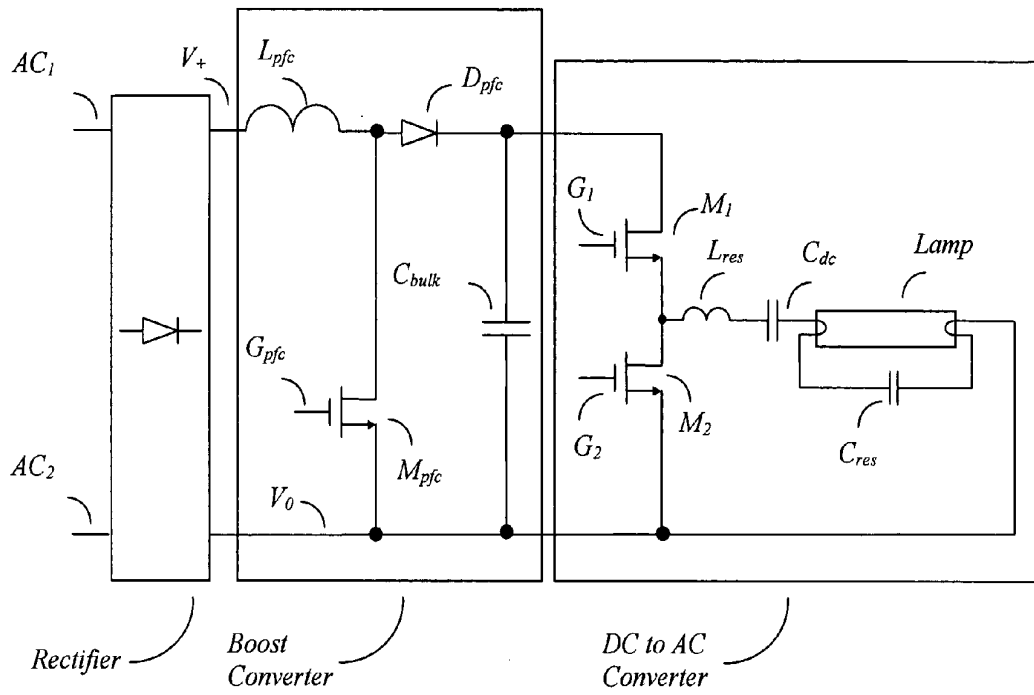 AC1
V+
Lpfc
Dpfc
G1
M1
Lres
Cdc
Lamp
Cbulk
Gpfc
G2
M2
Cres
AC2
Mpfc
V0
Rectifier
Boost
Converter
DC to AC
Converter